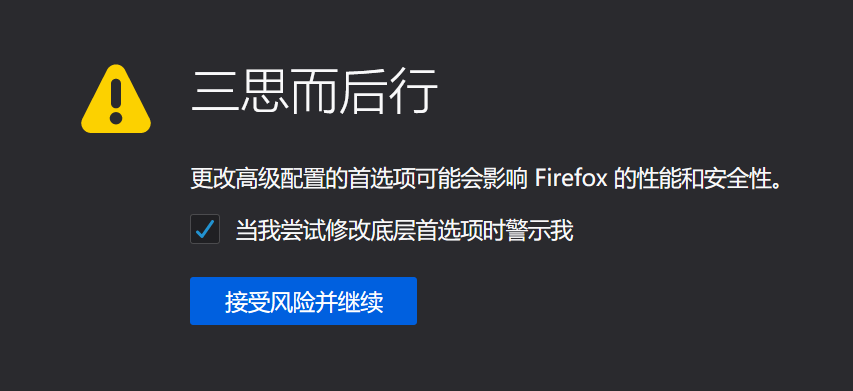 三思而后行
更改高级配置的首选项可能会影响 Firefox 的性能和安全性。
当我尝试修改底层首选项时警示我
接受风险并继续